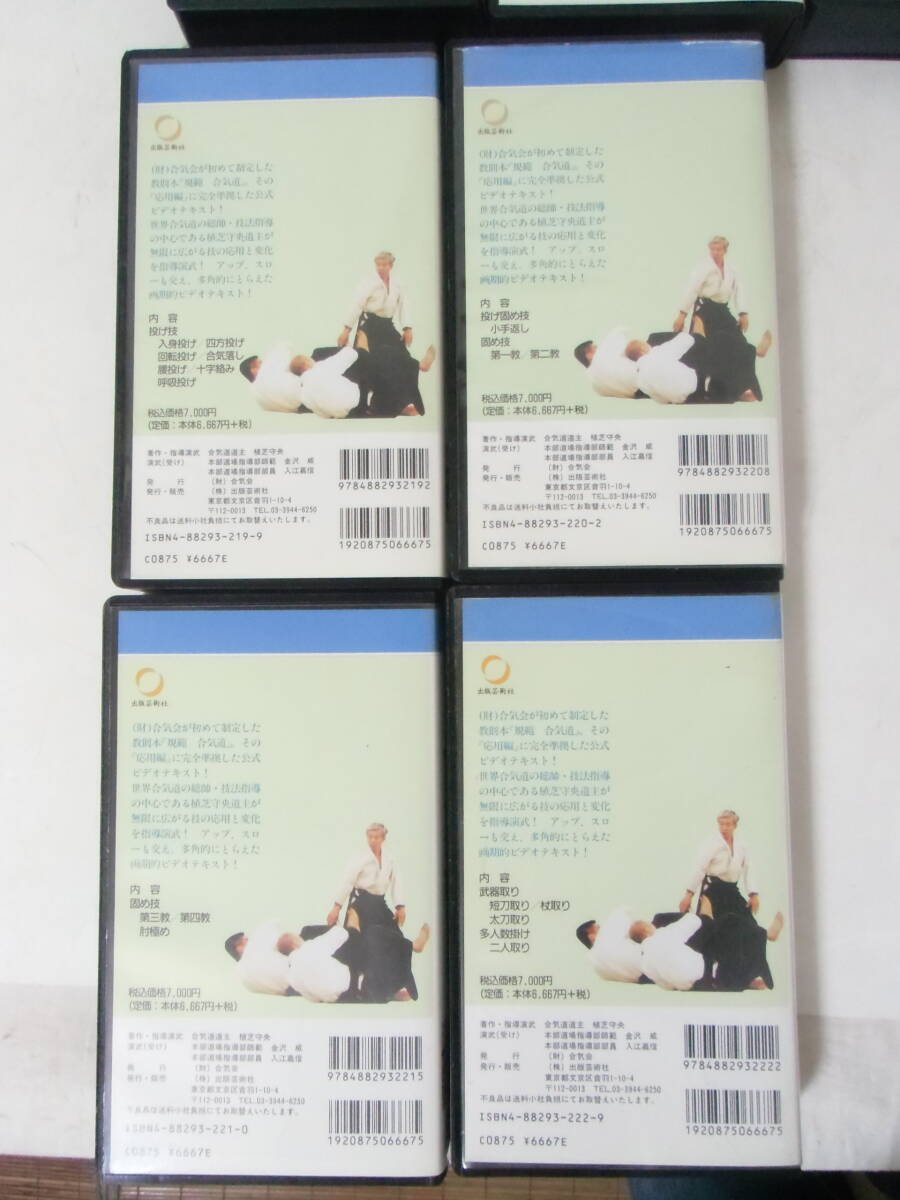 出版芸術社
(財)合気会が初めて制定した
教則本『規範 合気道』。その
『応用編』に完全準拠した公式
ビデオテキスト!
世界合気道の総師・技法指導
の中心である植芝守央道主が
無限に広がる技の応用と変化
を指導演武! アップ、スロ
ーも交え、多角的にとらえた
画期的ビデオテキスト!
内容
投げ技
入身投げ/四方投げ
回転投げ/合気落し
腰投げ/十字絡み
呼吸投げ
税込価格7,000円
(定価:本体6,667円+税)
著作・指導演武 合気道道主 植芝守央
演武(受け) 本部道場指導部師範 金沢 威
本部道場指導部部員 入江嘉信
発 行 (財)合気会
発行・販売 (株)出版芸術社
東京都文京区音羽1-10-4
〒112-0013 TEL.03-3944-6250
不良品は送料小社負担にてお取替えいたします。
ISBN4-88293-219-9
C0875 ¥6667E
9784882932192
1920875066675
出版芸術社
(財)合気会が初めて制定した
教則本『規範 合気道』。その
『応用編』に完全準拠した公式
ビデオテキスト!
世界合気道の総師・技法指導
の中心である植芝守央道主が
無限に広がる技の応用と変化
を指導演武! アップ、スロ
ーも交え、多角的にとらえた
画期的ビデオテキスト!
内容
投げ固め技
小手返し
固め技
第一教/第二教
税込価格7,000円
(定価:本体6,667円+税)
著作・指導演武 合気道道主 植芝守央
演武(受け) 本部道場指導部師範 金沢 威
本部道場指導部部員 入江嘉信
発 行 (財)合気会
発行・販売 (株)出版芸術社
東京都文京区音羽1-10-4
〒112-0013 TEL.03-3944-6250
不良品は送料小社負担にてお取替えいたします。
ISBN4-88293-220-2
C0875 ¥6667E
9784882932208
1920875066675
出版芸術社
(財)合気会が初めて制定した
教則本『規範 合気道』。その
『応用編』に完全準拠した公式
ビデオテキスト!
世界合気道の総師・技法指導
の中心である植芝守央道主が
無限に広がる技の応用と変化
を指導演武! アップ、スロ
ーも交え、多角的にとらえた
画期的ビデオテキスト!
内容
固め技
第三教/第四教
肘極め
税込価格7,000円
(定価:本体6,667円+税)
著作・指導演武 合気道道主 植芝守央
演武(受け) 本部道場指導部師範 金沢 威
本部道場指導部部員 入江嘉信
発 行 (財)合気会
発行・販売 (株)出版芸術社
東京都文京区音羽1-10-4
〒112-0013 TEL.03-3944-6250
不良品は送料小社負担にてお取替えいたします。
ISBN4-88293-221-0
C0875 ¥6667E
9784882932215
1920875066675
出版芸術社
(財)合気会が初めて制定した
教則本『規範 合気道』。その
『応用編』に完全準拠した公式
ビデオテキスト!
世界合気道の総師・技法指導
の中心である植芝守央道主が
無限に広がる技の応用と変化
を指導演武! アップ、スロ
ーも交え、多角的にとらえた
画期的ビデオテキスト!
内容
武器取り
短刀取り/杖取り
太刀取り
多人数掛け
二人取り
税込価格7,000円
(定価:本体6,667円+税)
著作・指導演武 合気道道主 植芝守央
演武(受け) 本部道場指導部師範 金沢 威
本部道場指導部部員 入江嘉信
発 行 (財)合気会
発行・販売 (株)出版芸術社
東京都文京区音羽1-10-4
〒112-0013 TEL.03-3944-6250
不良品は送料小社負担にてお取替えいたします。
ISBN4-88293-222-9
C0875 ¥6667E
9784882932222
1920875066675